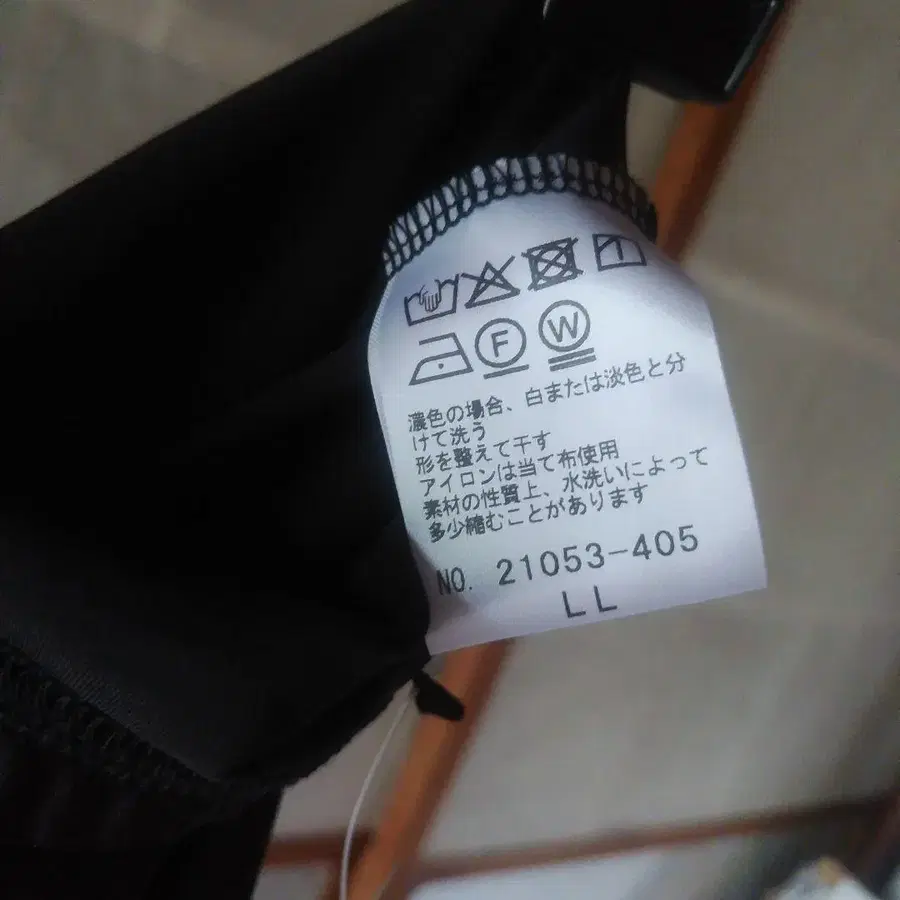 F W
濃色の場合、白または淡色と分
けて洗う
形を整えて干す
アイロンは当て布使用
素材の性質上、水洗いによって
多少縮むことがあります
NO. 21053-405
LL